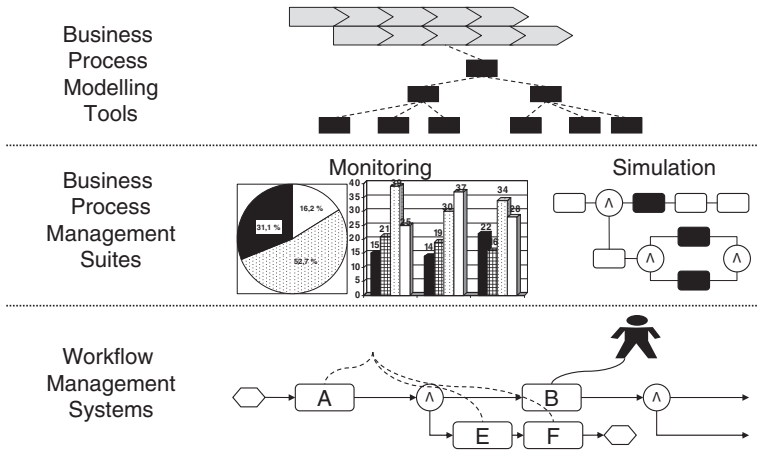 Business
Process
Modelling
Tools
Business
Process
Management
Suites
Monitoring
16,2 %
31,1 %
52,7 %
40
35
30
25
20
15
10
5
0
15
21
39
25
14
19
30
37
22
16
34
28
Simulation
Λ
Λ
Λ
Workflow
Management
Systems
A
Λ
B
Λ
E
F